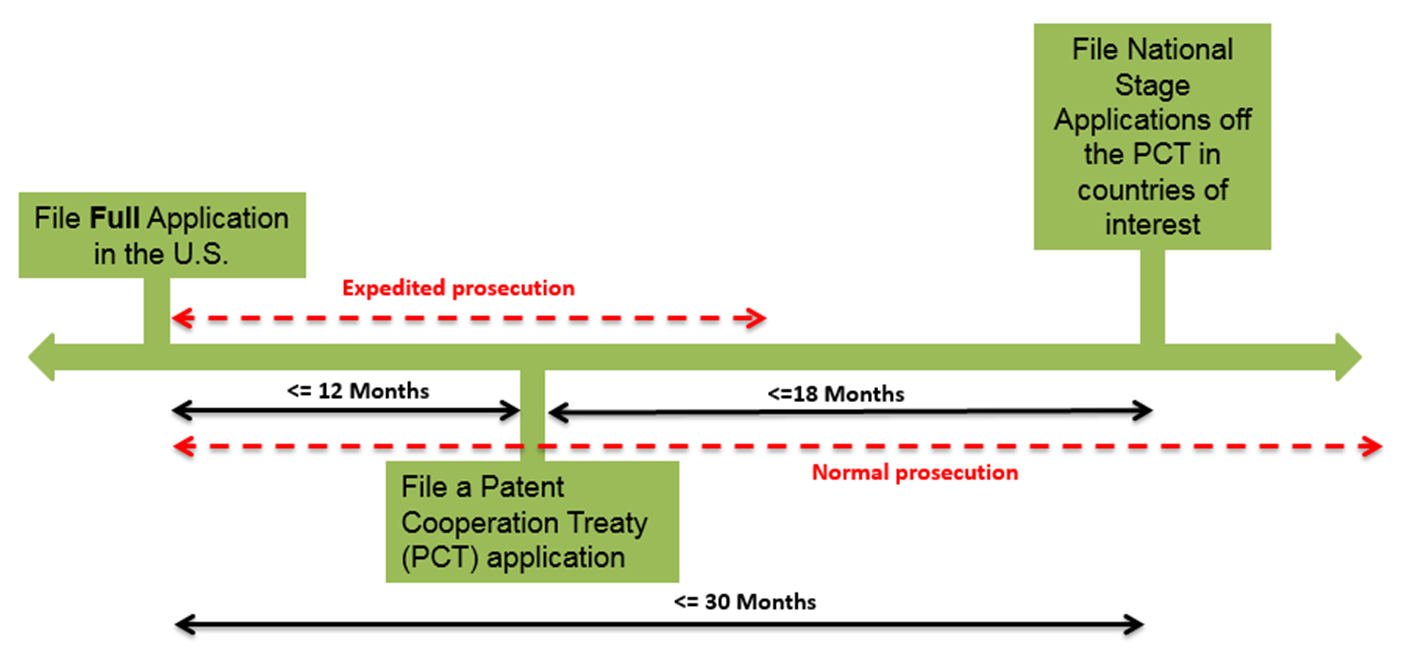 File National
Stage
Applications off
the PCT in
countries of
interest
File Full Application
in the U.S.
Expedited prosecution
<= 12 Months
<=18 Months
Normal prosecution
File a Patent
Cooperation Treaty
(PCT) application
<= 30 Months